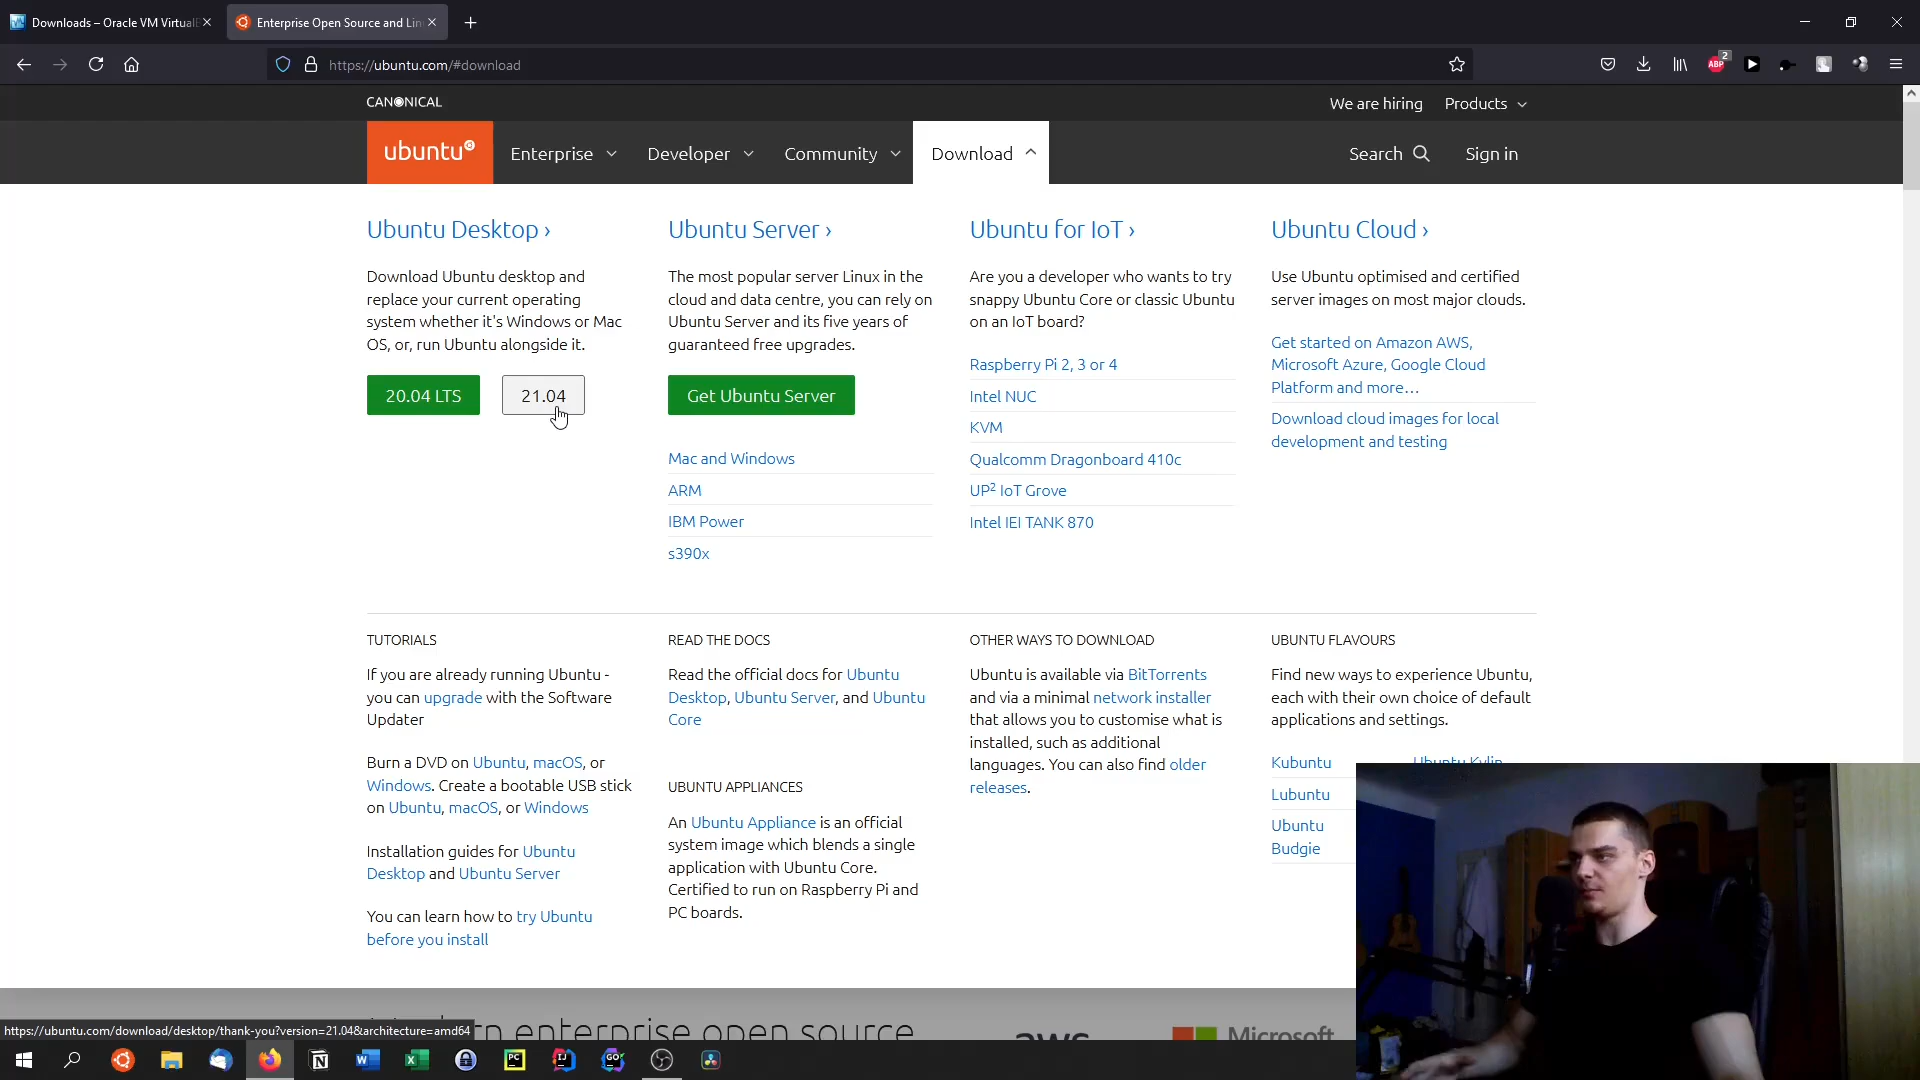 Downloads – Oracle VM VirtualB
Enterprise Open Source and Lin
https://ubuntu.com/#download
2
ABP
CANONICAL
We are hiring
Products
ubuntu
Enterprise
Developer
Community
Download
Search
Sign in
Ubuntu Desktop ›
Download Ubuntu desktop and
replace your current operating
system whether it's Windows or Mac
OS, or, run Ubuntu alongside it.
20.04 LTS
21.04
Ubuntu Server ›
The most popular server Linux in the
cloud and data centre, you can rely on
Ubuntu Server and its five years of
guaranteed free upgrades.
Get Ubuntu Server
Mac and Windows
ARM
IBM Power
s390x
Ubuntu for IoT ›
Are you a developer who wants to try
snappy Ubuntu Core or classic Ubuntu
on an IoT board?
Raspberry Pi 2, 3 or 4
Intel NUC
KVM
Qualcomm Dragonboard 410c
UP² IoT Grove
Intel IEI TANK 870
Ubuntu Cloud ›
Use Ubuntu optimised and certified
server images on most major clouds.
Get started on Amazon AWS,
Microsoft Azure, Google Cloud
Platform and more…
Download cloud images for local
development and testing
TUTORIALS
If you are already running Ubuntu -
you can upgrade with the Software
Updater
Burn a DVD on Ubuntu, macOS, or
Windows. Create a bootable USB stick
on Ubuntu, macOS, or Windows
Installation guides for Ubuntu
Desktop and Ubuntu Server
You can learn how to try Ubuntu
before you install
READ THE DOCS
Read the official docs for Ubuntu
Desktop, Ubuntu Server, and Ubuntu
Core
UBUNTU APPLIANCES
An Ubuntu Appliance is an official
system image which blends a single
application with Ubuntu Core.
Certified to run on Raspberry Pi and
PC boards.
OTHER WAYS TO DOWNLOAD
Ubuntu is available via BitTorrents
and via a minimal network installer
that allows you to customise what is
installed, such as additional
languages. You can also find older
releases.
UBUNTU FLAVOURS
Find new ways to experience Ubuntu,
each with their own choice of default
applications and settings.
Kubuntu
Ubuntu Kylin
Lubuntu
Ubuntu
Budgie
enterprise open source
aws
Microsoft
https://ubuntu.com/download/desktop/thank-you?version=21.04&architecture=amd64
W
X
PC
IJ
GO